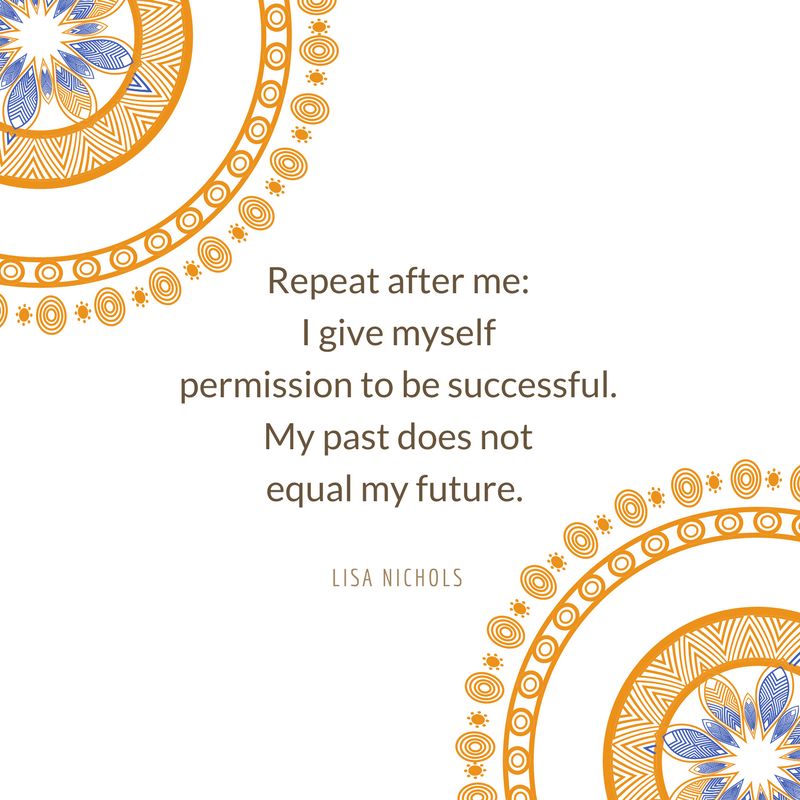 Repeat after me:
I give myself
permission to be successful.
My past does not
equal my future.
LISA NICHOLS